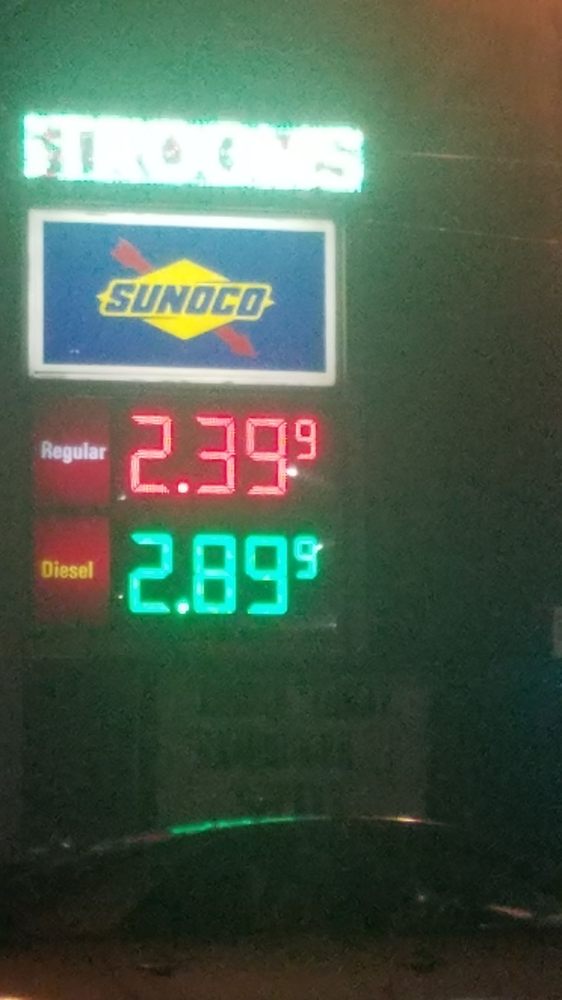 SUNOCO
Regular 2.39 9
Diesel 2.89 9